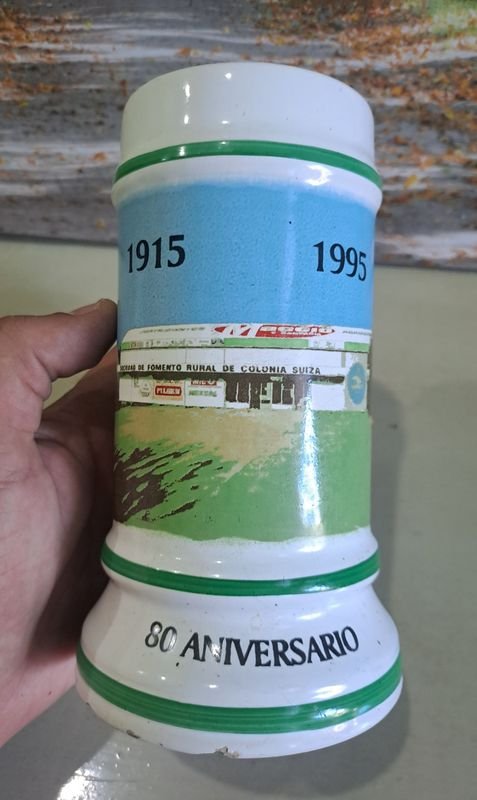 1915 1995
SOCIEDAD DE FOMENTO RURAL DE COLONIA SUIZA
80 ANIVERSARIO